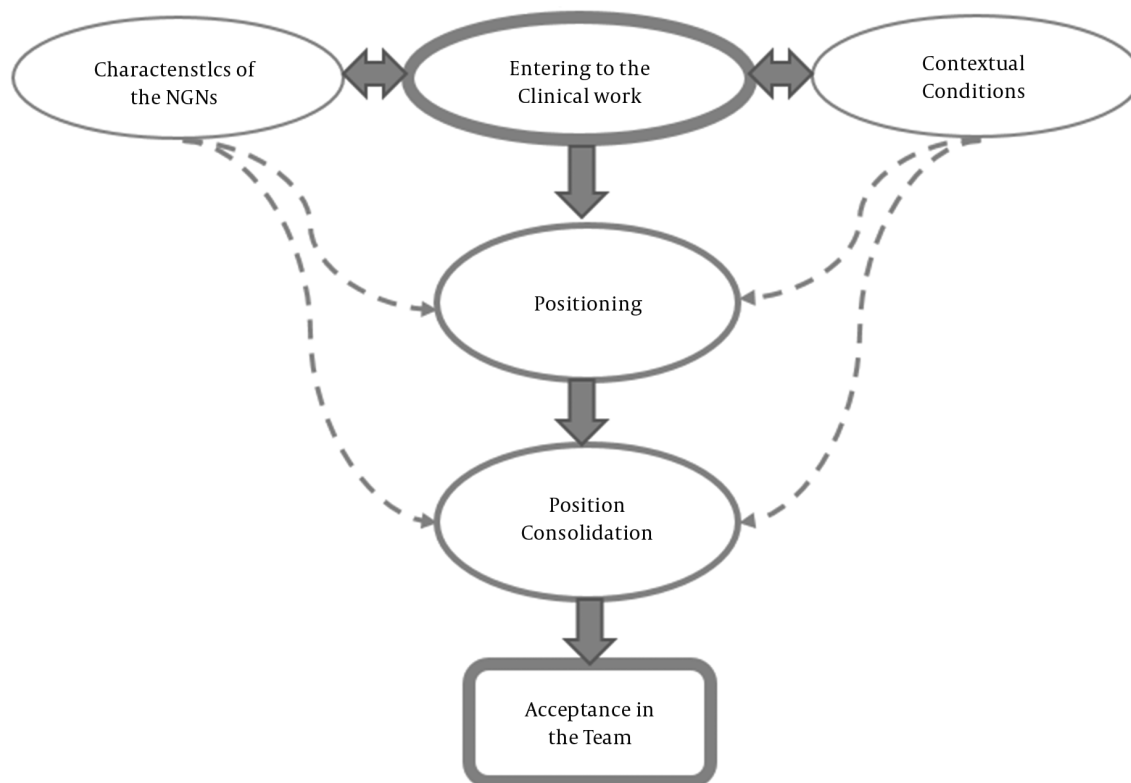 Charactenstlcs of
the NGNs
Entering to the
Clinical work
Contextual
Conditions
Positioning
Position
Consolidation
Acceptance in
the Team